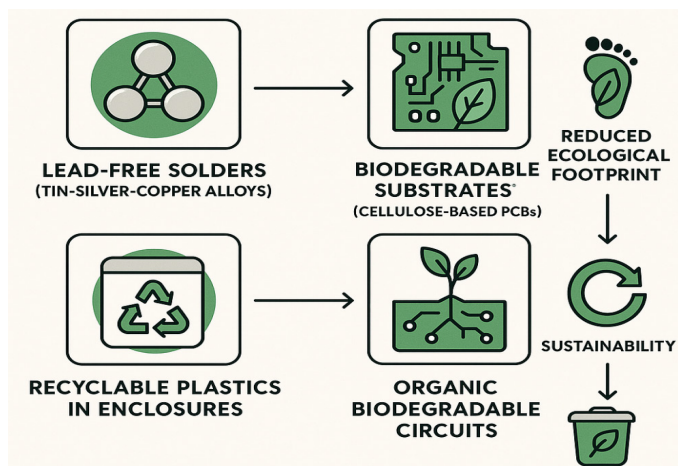 LEAD-FREE SOLDERS
(TIN-SILVER-COPPER ALLOYS)
BIODEGRADABLE
SUBSTRATES°
(CELLULOSE-BASED PCBs)
REDUCED
ECOLOGICAL
FOOTPRINT
RECYCLABLE PLASTICS
IN ENCLOSURES
ORGANIC
BIODEGRADABLE
CIRCUITS
SUSTAINABILITY